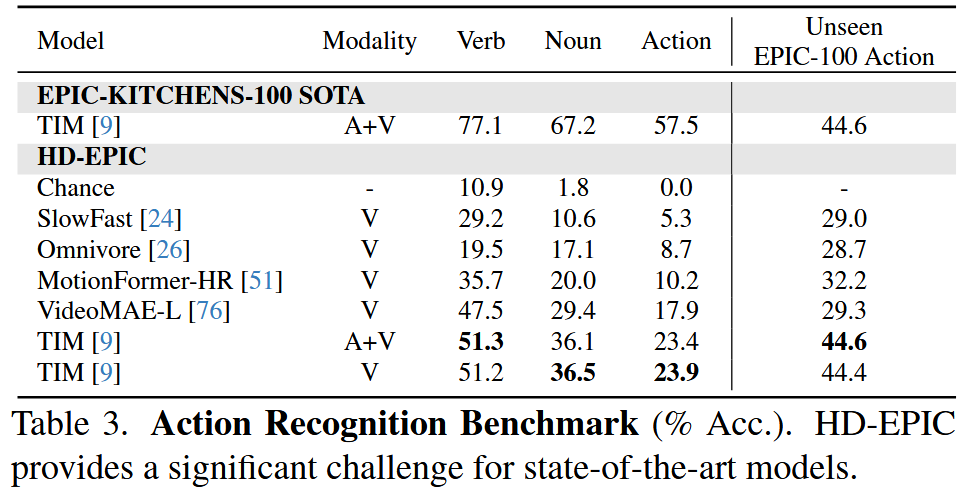 Model Modality Verb Noun Action Unseen EPIC-100 Action
EPIC-KITCHENS-100 SOTA
TIM [9] A+V 77.1 67.2 57.5 44.6
HD-EPIC
Chance - 10.9 1.8 0.0 -
SlowFast [24] V 29.2 10.6 5.3 29.0
Omnivore [26] V 19.5 17.1 8.7 28.7
MotionFormer-HR [51] V 35.7 20.0 10.2 32.2
VideoMAE-L [76] V 47.5 29.4 17.9 29.3
TIM [9] A+V 51.3 36.1 23.4 44.6
TIM [9] V 51.2 36.5 23.9 44.4
Table 3. Action Recognition Benchmark (% Acc.). HD-EPIC
provides a significant challenge for state-of-the-art models.